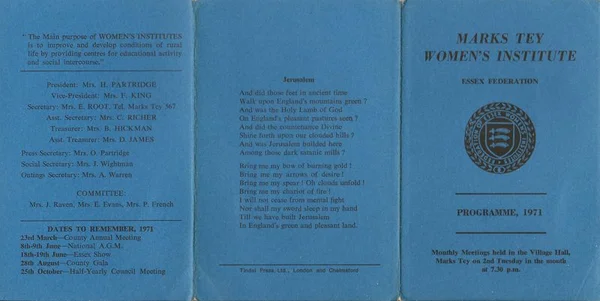 " The Main purpose of WOMEN'S INSTITUTES
is to improve and develop conditions of rural
life by providing centres for educational activity
and social intercourse."
President: Mrs. H. PARTRIDGE
Vice-President: Mrs. F. KING
Secretary: Mrs. E. ROOT, Tel. Marks Tey 367
Asst. Secretary: Mrs. C. RICHER
Treasurer: Mrs. B. HICKMAN
Asst. Treasurer: Mrs. D. JAMES
Press Secretary: Mrs. O. Partridge
Social Secretary: Mrs. J. Wightman
Outings Secretary: Mrs. A. Warren
COMMITTEE:
Mrs. J. Raven, Mrs. E. Evans, Mrs. P. French
DATES TO REMEMBER, 1971
23rd March—County Annual Meeting
8th-9th June—National A.G.M.
18th-19th June—Essex Show
28th August—County Gala
25th October—Half-Yearly Council Meeting
Jerusalem
And did those feet in ancient time
Walk upon England's mountains green ?
And was the Holy Lamb of God
On England's pleasant pastures seen ?
And did the countenance Divine
Shine forth upon our clouded hills ?
And was Jerusalem builded here
Among those dark satanic mills ?
Bring me my bow of burning gold !
Bring me my arrows of desire !
Bring me my spear ! Oh clouds unfold !
Bring me my chariot of fire !
I will not cease from mental fight
Nor shall my sword sleep in my hand
Till we have built Jerusalem
In England's green and pleasant land.
Tindal Press, Ltd., London and Chelmsford
MARKS TEY
WOMEN'S INSTITUTE
ESSEX FEDERATION
PROGRAMME, 1971
Monthly Meetings held in the Village Hall,
Marks Tey on 2nd Tuesday in the month
at 7.30 p.m.